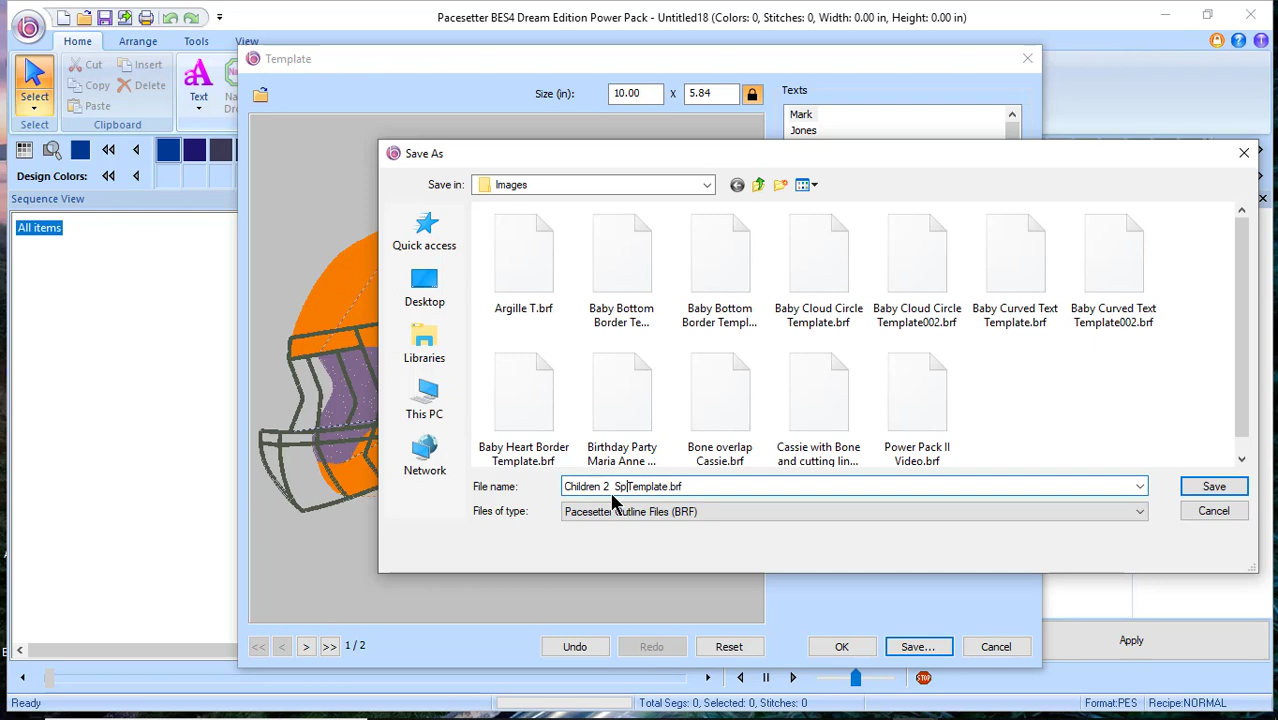 Pacesetter BES4 Dream Edition Power Pack - Untitled18 (Colors: 0, Stitches: 0, Width: 0.00 in, Height: 0.00 in)
Home Arrange Tools View
Select
Select
Cut Insert
Copy Delete
Paste
Clipboard
Text
Design Colors:
Sequence View
All items
Template
Size (in): 10.00 X 5.84
Texts
Mark
Jones
Save As
Save in: Images
Quick access
Desktop
Libraries
This PC
Network
Argille T.brf
Baby Bottom
Border Te...
Baby Bottom
Border Templ...
Baby Cloud Circle
Template.brf
Baby Cloud Circle
Template002.brf
Baby Curved Text
Template.brf
Baby Curved Text
Template002.brf
Baby Heart Border
Template.brf
Birthday Party
Maria Anne ...
Bone overlap
Cassie.brf
Cassie with Bone
and cutting lin...
Power Pack II
Video.brf
File name: Children 2  SpTemplate.brf
Save
Files of type: Pacesetter Outline Files (BRF)
Cancel
<< < > >> 1 / 2
Undo Redo Reset OK Save... Cancel
Apply
STOP
Ready
Total Segs: 0, Stitches: 0
Format:PES
Recipe:NORMAL